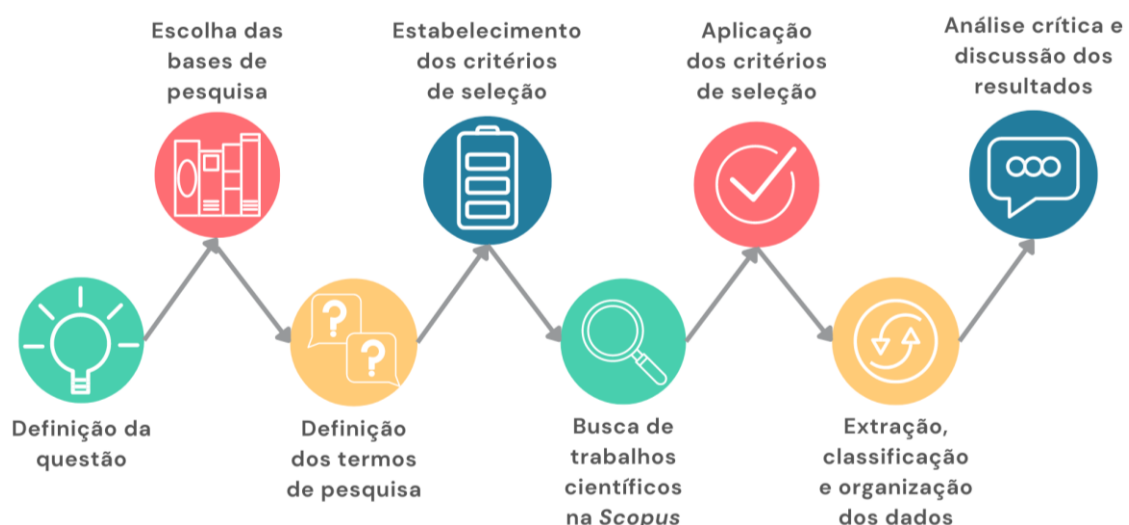 Definição da
questão
Escolha das
bases de
pesquisa
Definição
dos termos
de pesquisa
Estabelecimento
dos critérios
de seleção
Busca de
trabalhos
científicos
na Scopus
Aplicação
dos critérios
de seleção
Extração,
classificação
e organização
dos dados
Análise crítica e
discussão dos
resultados